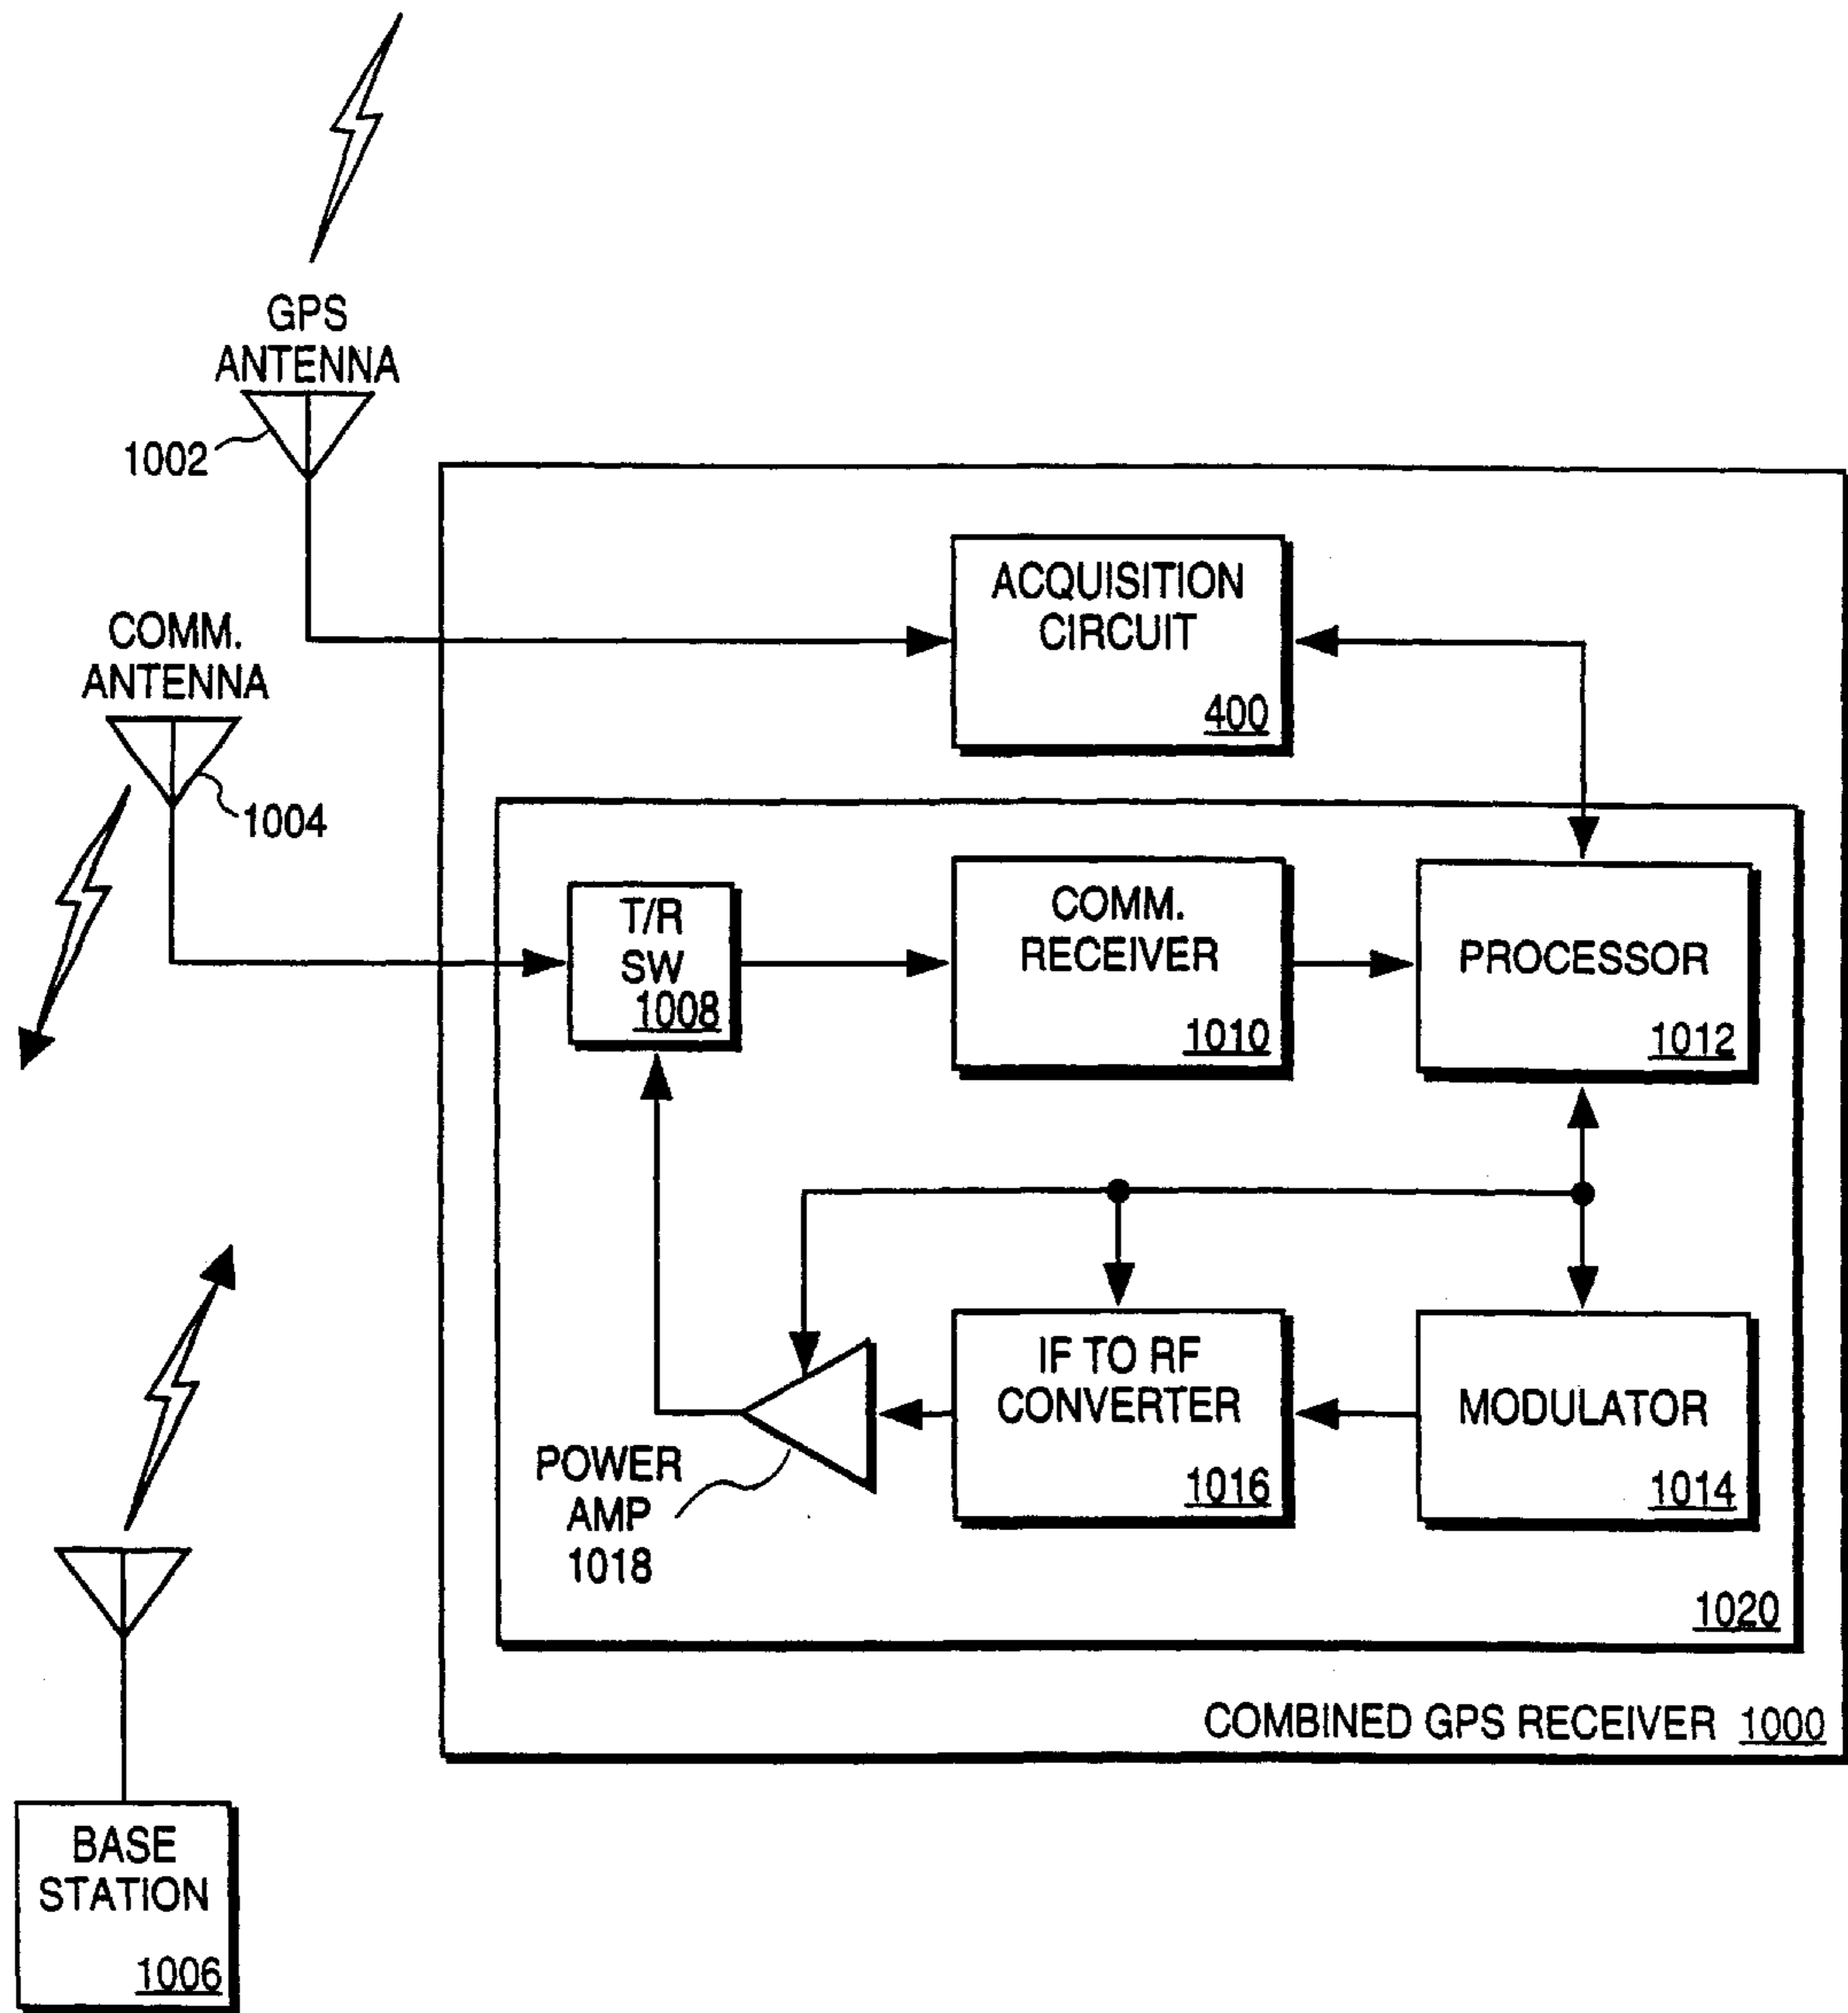 GPS
ANTENNA
1002
ACQUISITION
CIRCUIT
400
COMM.
ANTENNA
1004
T/R
SW
1008
COMM.
RECEIVER
1010
PROCESSOR
1012
POWER
AMP
1018
IF TO RF
CONVERTER
1016
MODULATOR
1014
1020
COMBINED GPS RECEIVER 1000
BASE
STATION
1006